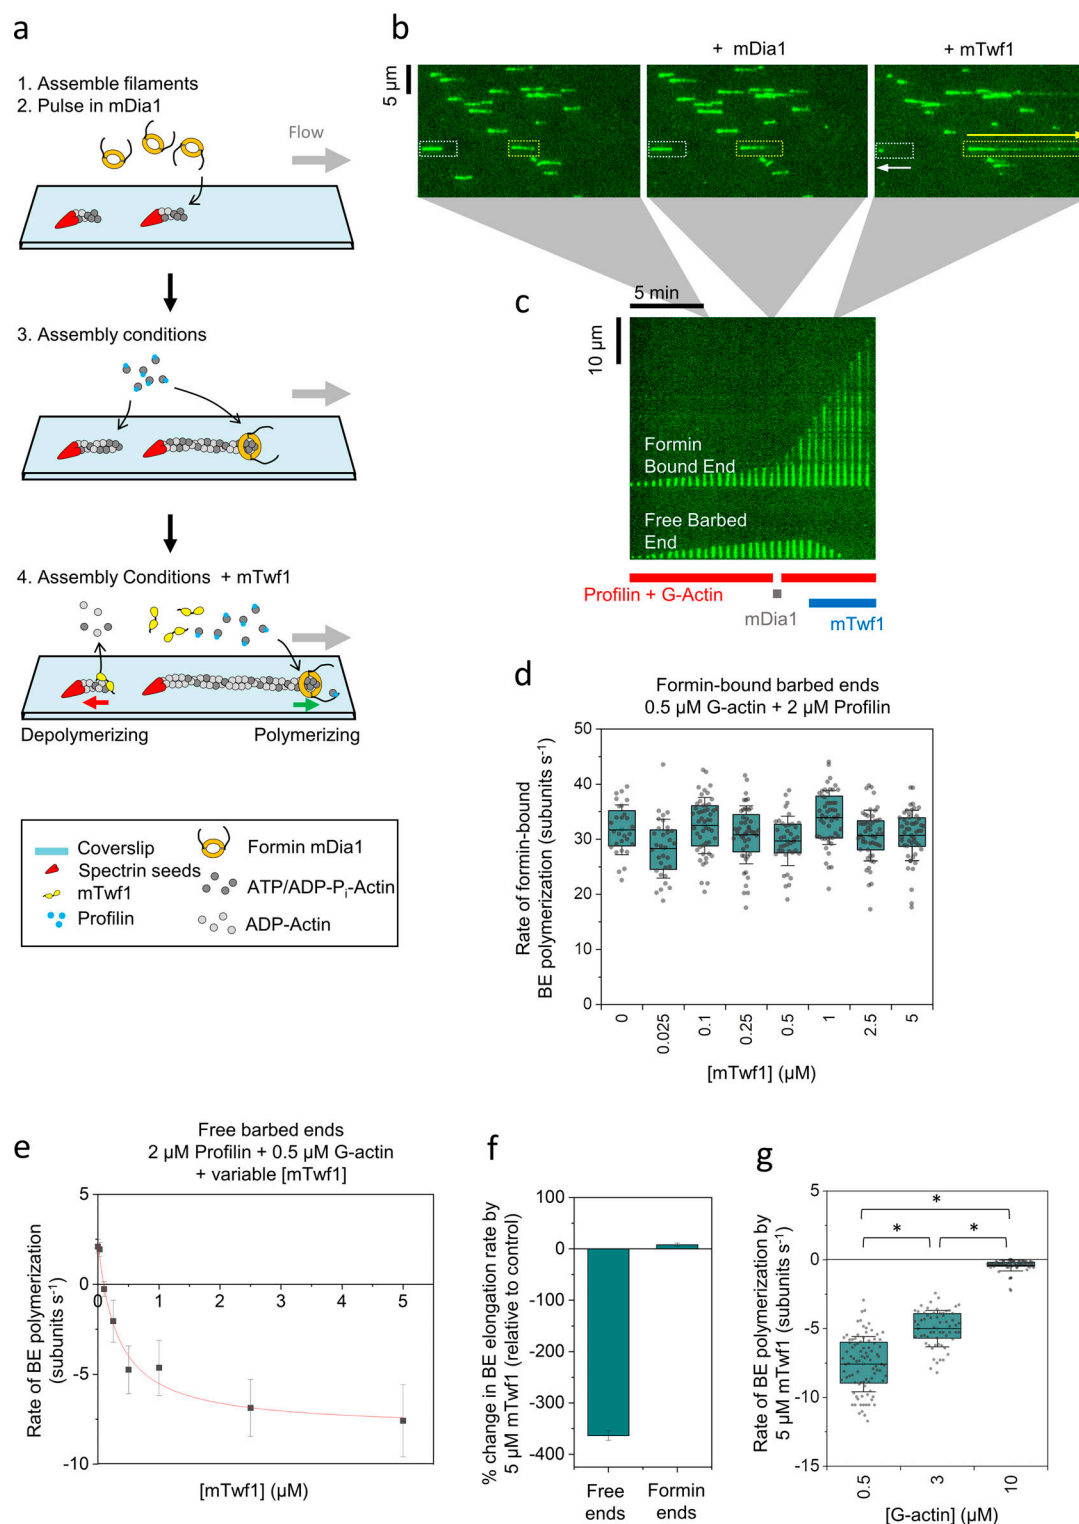 a
1. Assemble filaments
2. Pulse in mDia1
Flow
3. Assembly conditions
4. Assembly Conditions + mTwf1
Depolymerizing
Polymerizing
Coverslip
Spectrin seeds
mTwf1
Profilin
Formin mDia1
ATP/ADP-Pi-Actin
ADP-Actin
b
+ mDia1
+ mTwf1
5 µm
c
5 min
10 µm
Formin
Bound End
Free Barbed
End
Profilin + G-Actin
mDia1
mTwf1
d
Formin-bound barbed ends
0.5 µM G-actin + 2 µM Profilin
Rate of formin-bound
BE polymerization (subunits s-1)
50
40
30
20
10
0
0
0.025
0.1
0.25
0.5
1
2.5
5
[mTwf1] (µM)
e
Free barbed ends
2 µM Profilin + 0.5 µM G-actin
+ variable [mTwf1]
Rate of BE polymerization
(subunits s-1)
5
0
-5
-10
0
1
2
3
4
5
[mTwf1] (µM)
f
% change in BE elongation rate by
5 µM mTwf1 (relative to control)
100
0
-100
-200
-300
-400
Free
ends
Formin
ends
g
Rate of BE polymerization by
5 µM mTwf1 (subunits s-1)
5
0
-5
-10
-15
*
*
*
0.5
3
10
[G-actin] (µM)